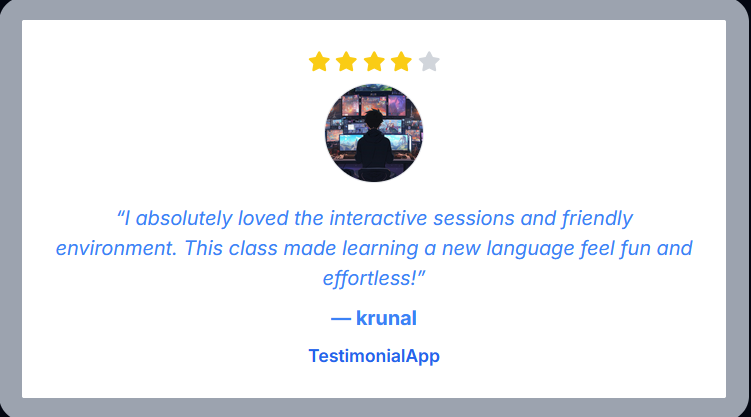 “I absolutely loved the interactive sessions and friendly
environment. This class made learning a new language feel fun and
effortless!”
— krunal
TestimonialApp